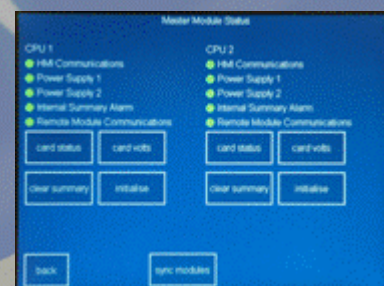 Master Module Status
CPU 1
HMI Communications
Power Supply 1
Power Supply 2
Internal Summary Alarm
Remote Module Communications
card status
card volts
clear summary
initialise
CPU 2
HMI Communications
Power Supply 1
Power Supply 2
Internal Summary Alarm
Remote Module Communications
card status
card volts
clear summary
initialise
back
sync modules